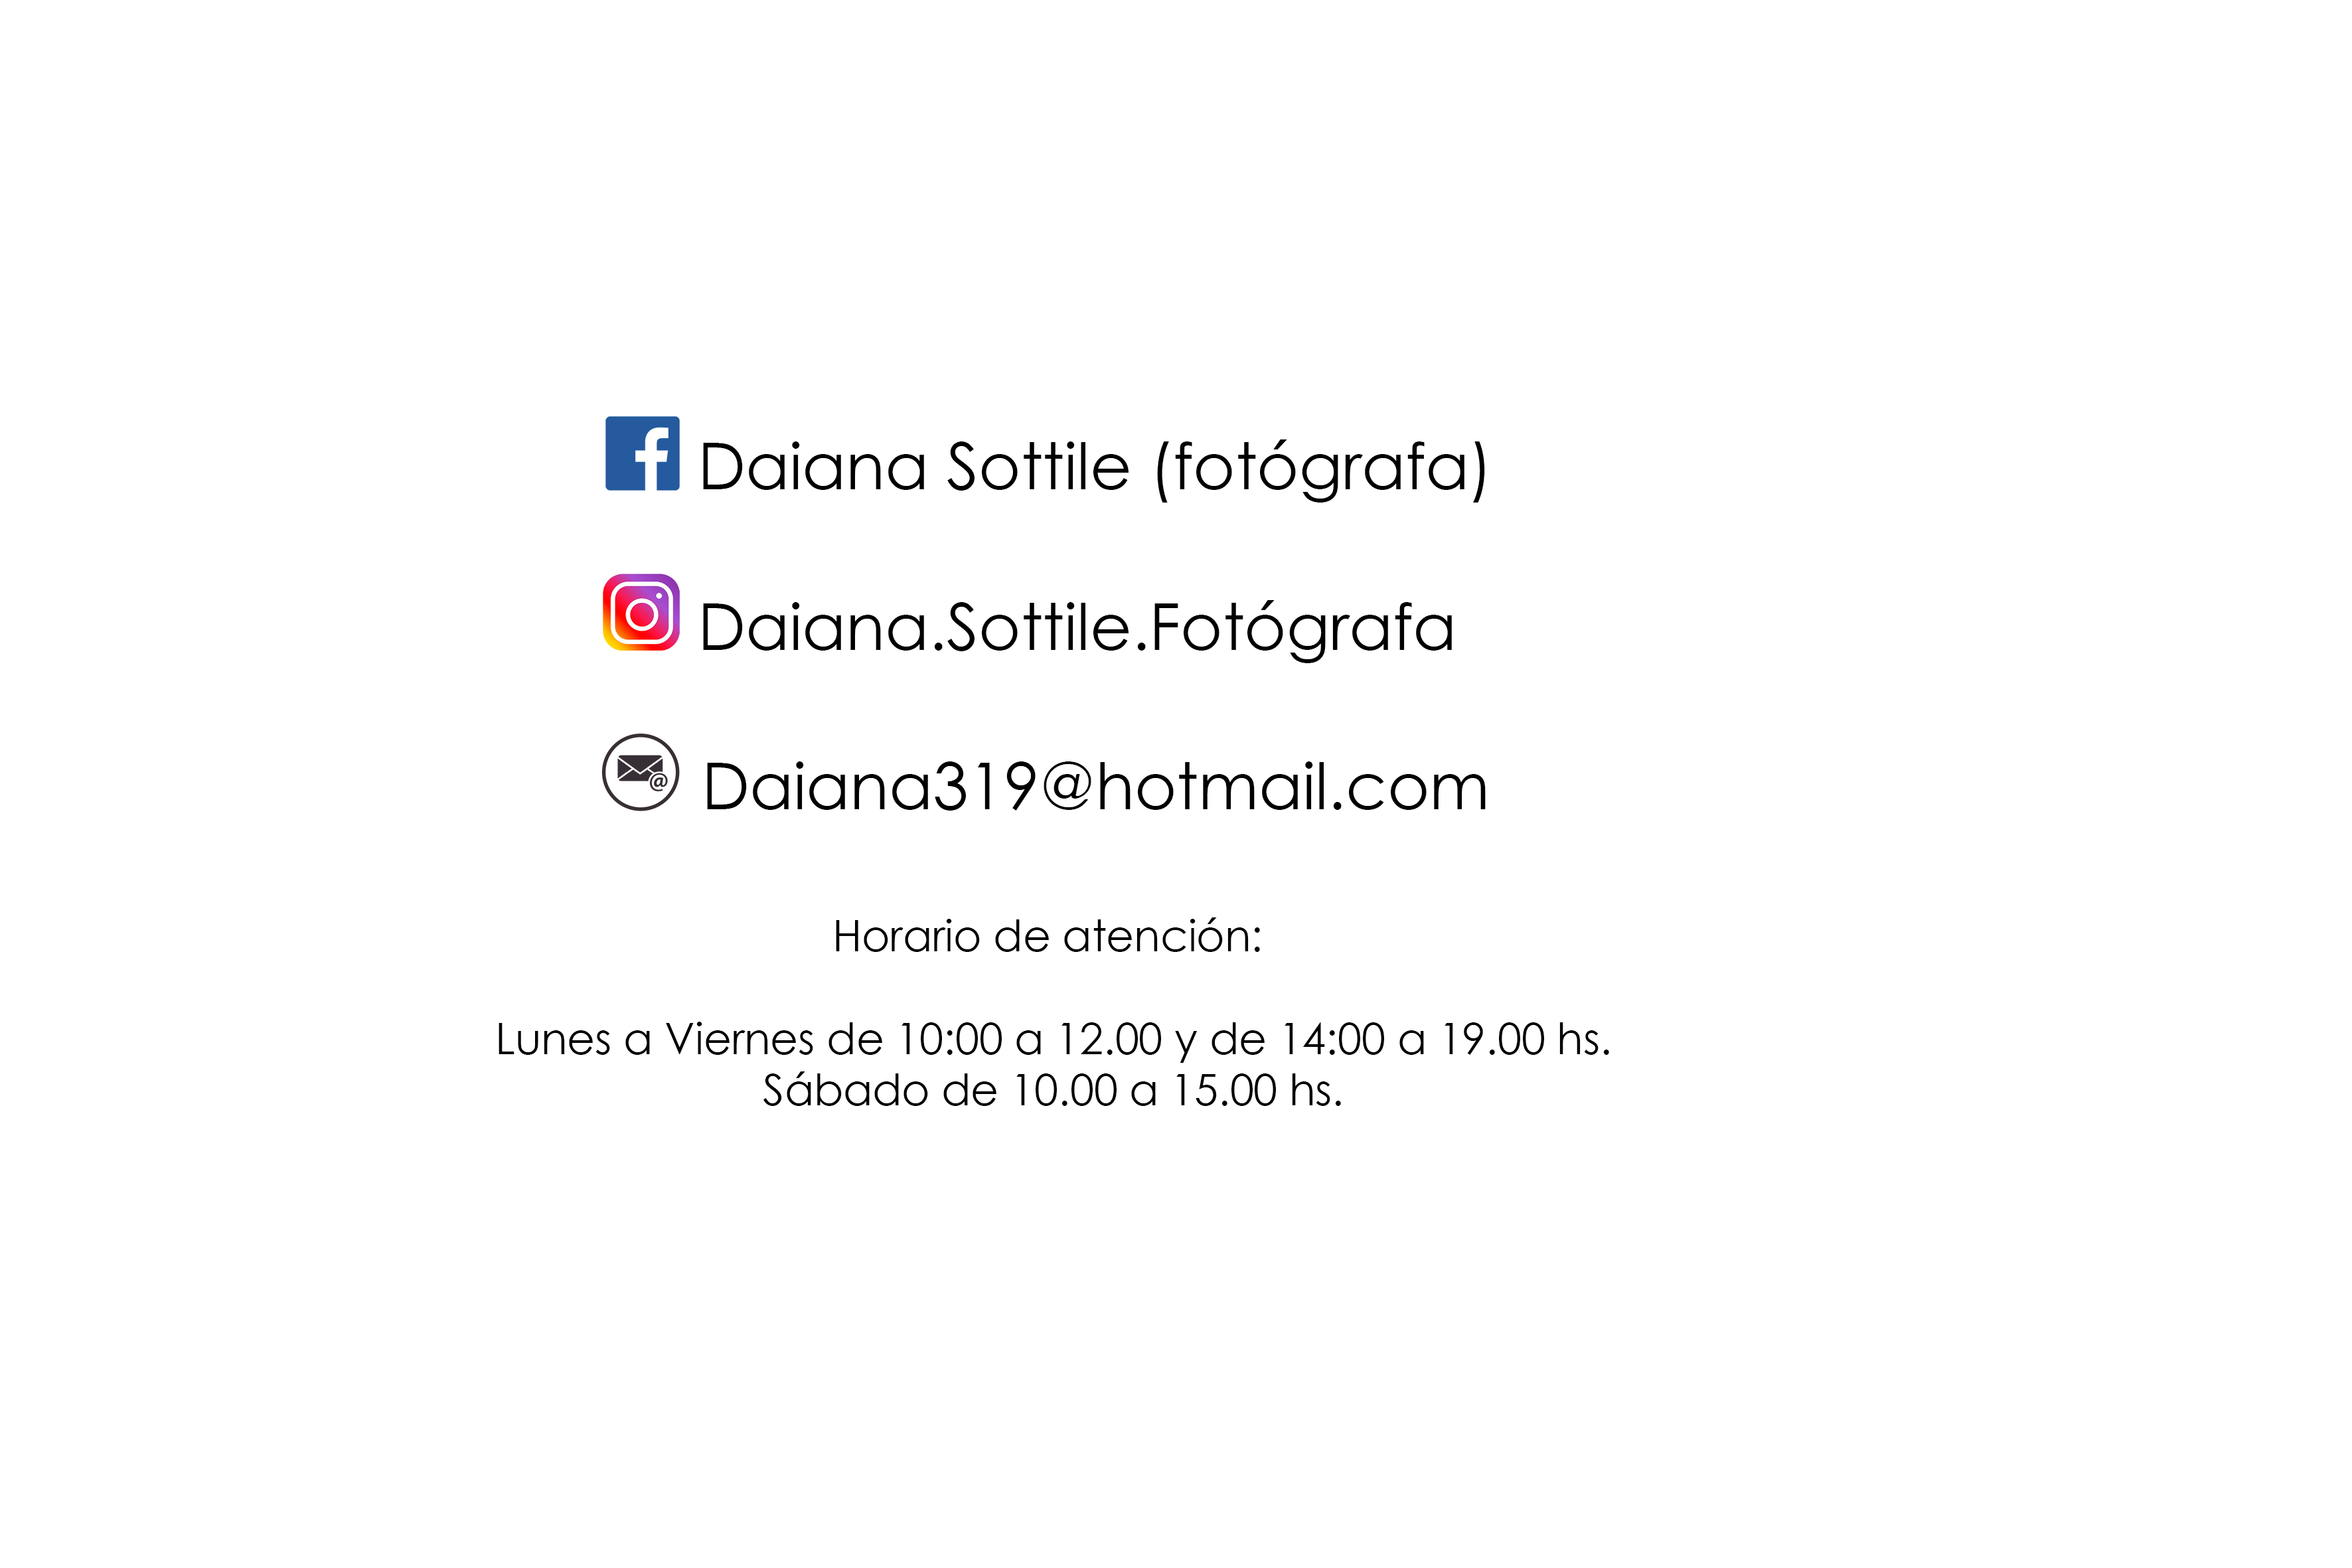 Daiana Sottile (fotógrafa)
Daiana.Sottile.Fotógrafa
Daiana319@hotmail.com
Horario de atención:
Lunes a Viernes de 10:00 a 12.00 y de 14:00 a 19.00 hs.
Sábado de 10.00 a 15.00 hs.